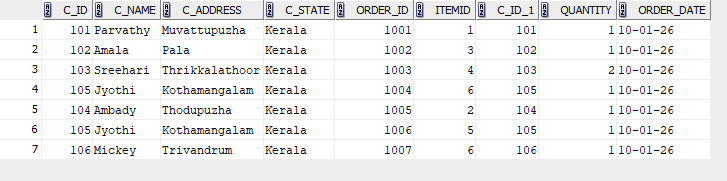 C_ID C_NAME C_ADDRESS C_STATE ORDER_ID ITEMID C_ID_1 QUANTITY ORDER_DATE
1 101 Parvathy Muvattupuzha Kerala 1001 1 101 1 10-01-26
2 102 Amala Pala Kerala 1002 3 102 1 10-01-26
3 103 Sreehari Thrikkalathoor Kerala 1003 4 103 2 10-01-26
4 105 Jyothi Kothamangalam Kerala 1004 6 105 1 10-01-26
5 104 Ambady Thodupuzha Kerala 1005 2 104 1 10-01-26
6 105 Jyothi Kothamangalam Kerala 1006 5 105 1 10-01-26
7 106 Mickey Trivandrum Kerala 1007 6 106 1 10-01-26